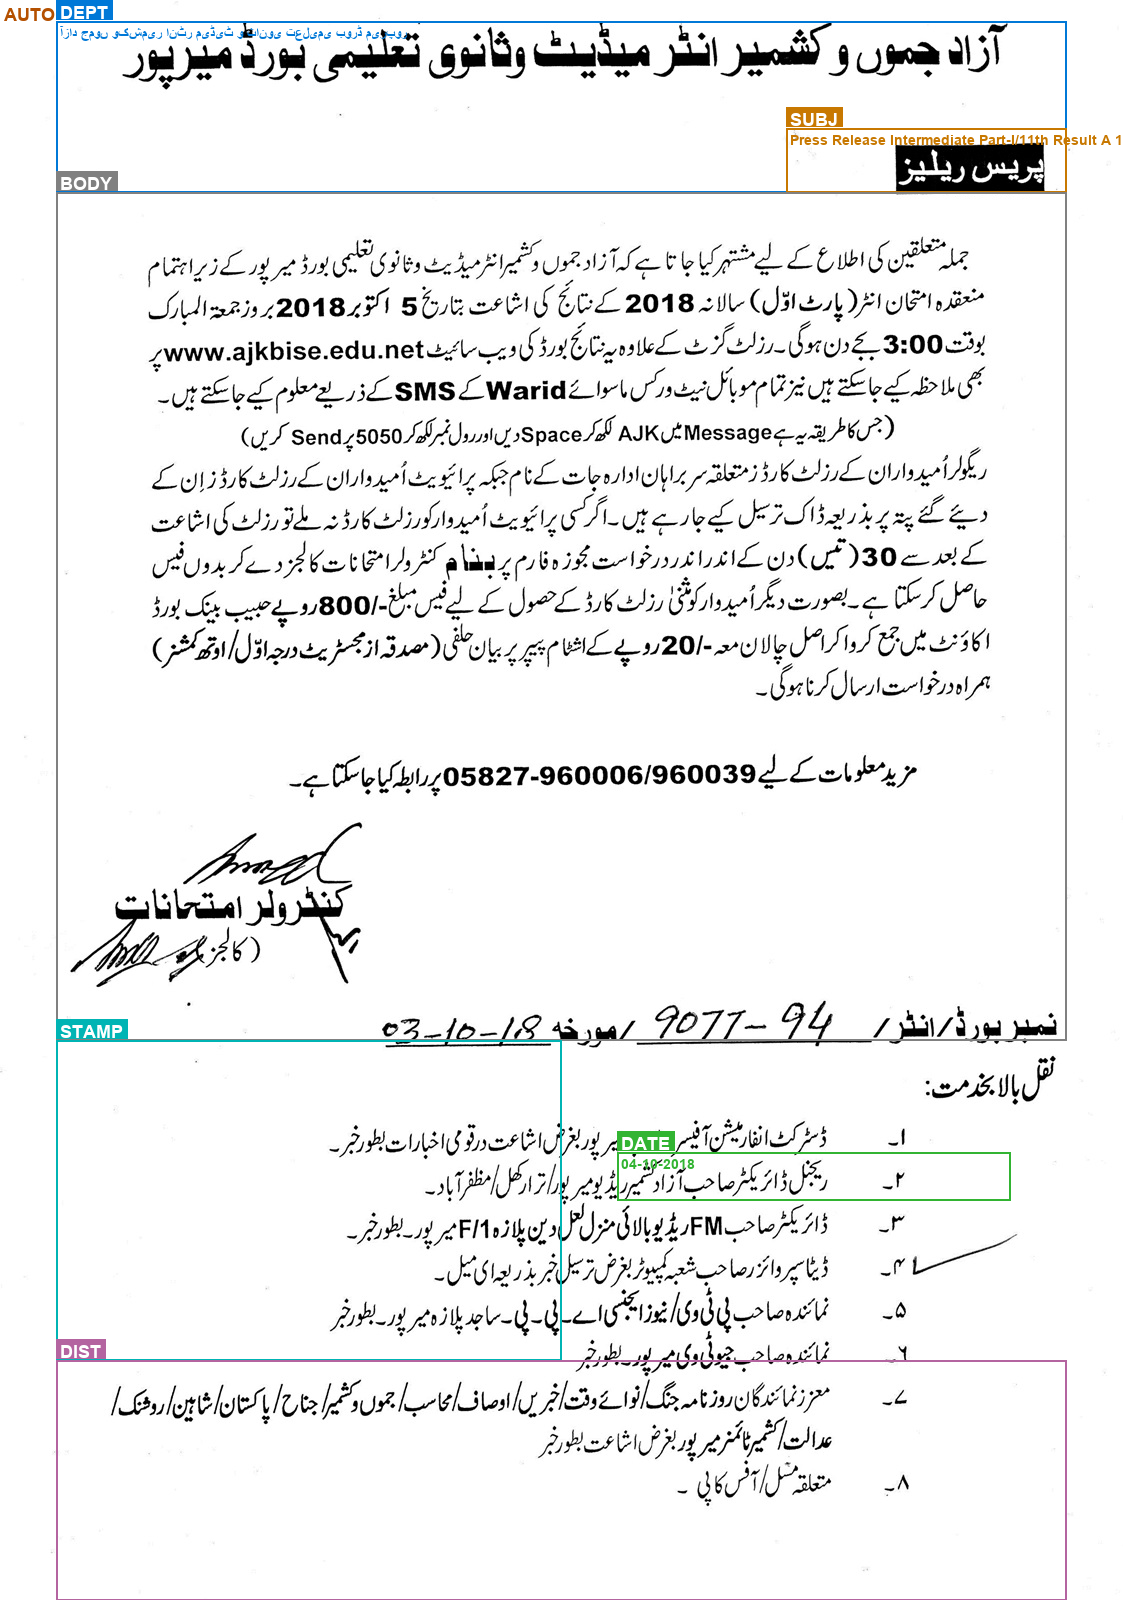 AUTO
DEPT
آزاد جموں وکشمیر انٹر میڈیٹ وثانوی تعلیمی بورڈ میرپور
آزاد جموں و کشمیر انٹر میڈیٹ وثانوی تعلیمی بورڈ میرپور
SUBJ
Press Release Intermediate Part-I/11th Result A 1
پریس ریلیز
BODY
جملہ متعلقین کی اطلاع کے لیے مشتہر کیا جاتا ہے کہ آزاد جموں وکشمیر انٹرمیڈیٹ وثانوی تعلیمی بورڈ میرپور کے زیر اہتمام
منعقدہ امتحان انٹر (پارٹ اوّل) سالانہ 2018 کے نتائج کی اشاعت بتاریخ 5 اکتوبر 2018 بروز جمعۃ المبارک
بوقت 3:00 بجے دن ہوگی۔ رزلٹ گزٹ کے علاوہ یہ نتائج بورڈ کی ویب سائیٹ www.ajkbise.edu.net پر
بھی ملاحظہ کیے جاسکتے ہیں نیز تمام موبائل نیٹ ورکس ماسوائے Warid کے SMS کے ذریعے معلوم کیے جاسکتے ہیں۔
(جس کا طریقہ یہ ہے Message میں AJK لکھ کر Space دیں اور رول نمبر لکھ کر 5050 پر Send کریں)
ریگولر اُمیدواران کے رزلٹ کارڈز متعلقہ سربراہان ادارہ جات کے نام جبکہ پرائیویٹ اُمیدواران کے رزلٹ کارڈز اِن کے
دیئے گئے پتہ پر بذریعہ ڈاک ترسیل کیے جارہے ہیں۔ اگر کسی پرائیویٹ اُمیدوار کو رزلٹ کارڈ نہ ملے تو رزلٹ کی اشاعت
کے بعد سے 30 (تیس) دن کے اندر اندر درخواست مجوزہ فارم پر بنام کنٹرولر امتحانات کالجز دے کر بدوں فیس
حاصل کرسکتا ہے۔ بصورت دیگر اُمیدوار کو مثنیٰ رزلٹ کارڈ کے حصول کے لیے فیس مبلغ -/800 روپے حبیب بینک بورڈ
اکاؤنٹ میں جمع کروا کر اصل چالان معہ -/20 روپے کے اشٹام پیپر پر بیان حلفی (مصدقہ از مجسٹریٹ درجہ اوّل/اوتھ کمشنر)
ہمراہ درخواست ارسال کرنا ہوگی۔
مزید معلومات کے لیے 05827-960006/960039 پر رابطہ کیا جاسکتا ہے۔
کنٹرولر امتحانات
(کالجز)
نمبر بورڈ/انٹر/ 9077-94 /مورخہ 03-10-18
STAMP
نقل بالا بخدمت:
۱۔ ڈسٹرکٹ انفارمیشن آفیسر میرپور بغرض اشاعت درقومی اخبارات بطور خبر۔
DATE
04-10-2018
۲۔ ریجنل ڈائریکٹر صاحب آزاد کشمیر ریڈیو میرپور/تراڑکھل/مظفرآباد۔
۳۔ ڈائریکٹر صاحب FM ریڈیو بالائی منزل لعل دین پلازہ F/1 میرپور۔ بطور خبر۔
۴۔ ڈیٹا سپروائزر صاحب شعبہ کمپیوٹر بغرض ترسیل خبر بذریعہ ای میل۔
۵۔ نمائندہ صاحب پی ٹی وی/نیوز ایجنسی اے۔پی۔پی۔ ساجد پلازہ میرپور۔ بطور خبر
۶۔ نمائندہ صاحب جیو ٹی وی میرپور۔ بطور خبر
DIST
۷۔ معزز نمائندگان روزنامہ جنگ/نوائے وقت/خبریں/اوصاف/محاسب/جموں وکشمیر/جناح/پاکستان/شاہین/روشنک/
عدالت/کشمیر ٹائمز میرپور بغرض اشاعت بطور خبر
۸۔ متعلقہ مسل/آفس کاپی۔